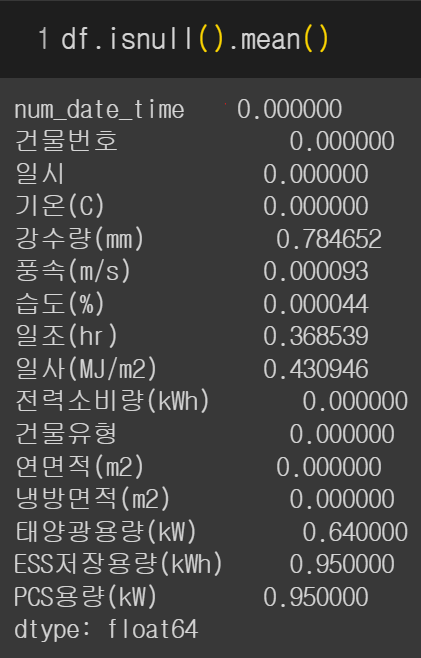 1 df.isnull().mean()
num_date_time 0.000000
건물번호 0.000000
일시 0.000000
기온(C) 0.000000
강수량(mm) 0.784652
풍속(m/s) 0.000093
습도(%) 0.000044
일조(hr) 0.368539
일사(MJ/m2) 0.430946
전력소비량(kWh) 0.000000
건물유형 0.000000
연면적(m2) 0.000000
냉방면적(m2) 0.000000
태양광용량(kW) 0.640000
ESS저장용량(kWh) 0.950000
PCS용량(kW) 0.950000
dtype: float64